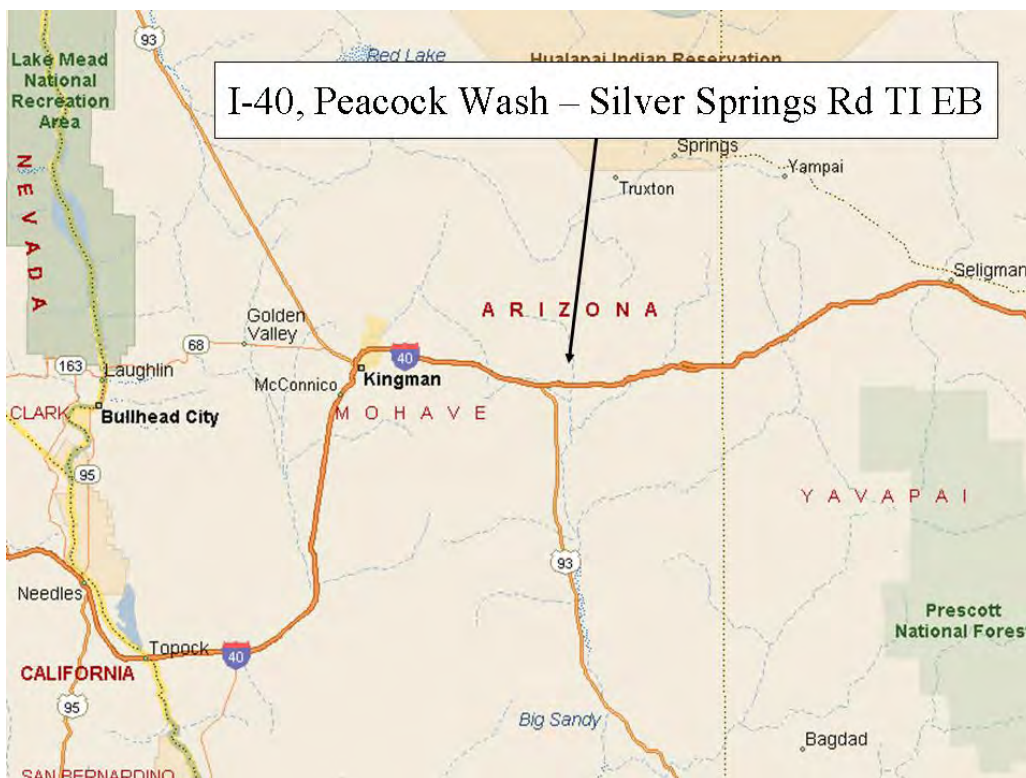 93
Red Lake
Hualapai Indian Reservation
Lake Mead
National
Recreation
Area
I-40, Peacock Wash – Silver Springs Rd TI EB
NEVADA
Springs
Yampai
Truxton
Seligman
ARIZONA
Golden
Valley
68
40
163
Laughlin
Kingman
McConnico
MOHAVE
CLARK
Bullhead City
95
YAVAPAI
93
Needles
Prescott
National Forest
Topock
40
CALIFORNIA
95
Big Sandy
Bagdad
SAN BERNARDINO